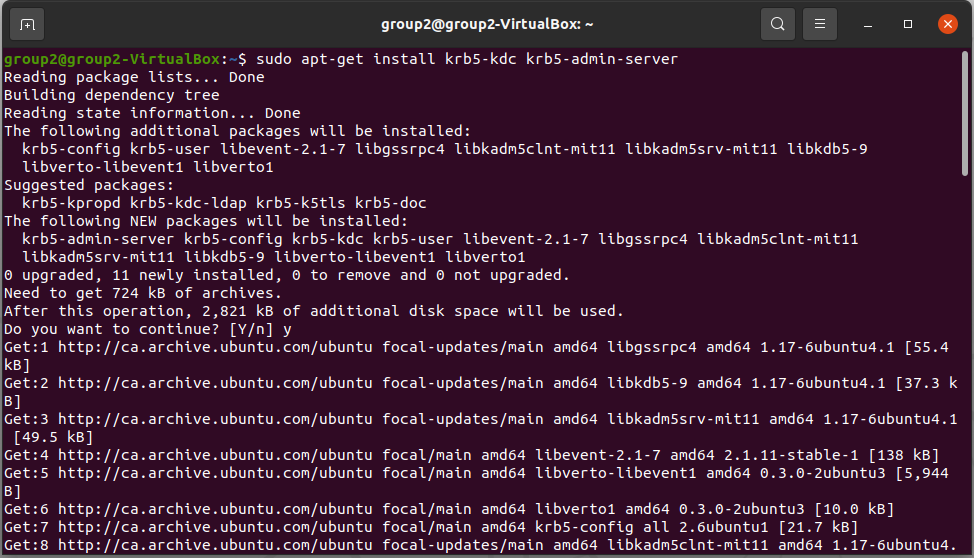 group2@group2-VirtualBox: ~
group2@group2-VirtualBox:~$ sudo apt-get install krb5-kdc krb5-admin-server
Reading package lists... Done
Building dependency tree
Reading state information... Done
The following additional packages will be installed:
  krb5-config krb5-user libevent-2.1-7 libgssrpc4 libkadm5clnt-mit11 libkadm5srv-mit11 libkdb5-9
  libverto-libevent1 libverto1
Suggested packages:
  krb5-kpropd krb5-kdc-ldap krb5-k5tls krb5-doc
The following NEW packages will be installed:
  krb5-admin-server krb5-config krb5-kdc krb5-user libevent-2.1-7 libgssrpc4 libkadm5clnt-mit11
  libkadm5srv-mit11 libkdb5-9 libverto-libevent1 libverto1
0 upgraded, 11 newly installed, 0 to remove and 0 not upgraded.
Need to get 724 kB of archives.
After this operation, 2,821 kB of additional disk space will be used.
Do you want to continue? [Y/n] y
Get:1 http://ca.archive.ubuntu.com/ubuntu focal-updates/main amd64 libgssrpc4 amd64 1.17-6ubuntu4.1 [55.4
kB]
Get:2 http://ca.archive.ubuntu.com/ubuntu focal-updates/main amd64 libkdb5-9 amd64 1.17-6ubuntu4.1 [37.3 k
B]
Get:3 http://ca.archive.ubuntu.com/ubuntu focal-updates/main amd64 libkadm5srv-mit11 amd64 1.17-6ubuntu4.1
 [49.5 kB]
Get:4 http://ca.archive.ubuntu.com/ubuntu focal/main amd64 libevent-2.1-7 amd64 2.1.11-stable-1 [138 kB]
Get:5 http://ca.archive.ubuntu.com/ubuntu focal/main amd64 libverto-libevent1 amd64 0.3.0-2ubuntu3 [5,944
B]
Get:6 http://ca.archive.ubuntu.com/ubuntu focal/main amd64 libverto1 amd64 0.3.0-2ubuntu3 [10.0 kB]
Get:7 http://ca.archive.ubuntu.com/ubuntu focal/main amd64 krb5-config all 2.6ubuntu1 [21.7 kB]
Get:8 http://ca.archive.ubuntu.com/ubuntu focal-updates/main amd64 libkadm5clnt-mit11 amd64 1.17-6ubuntu4.